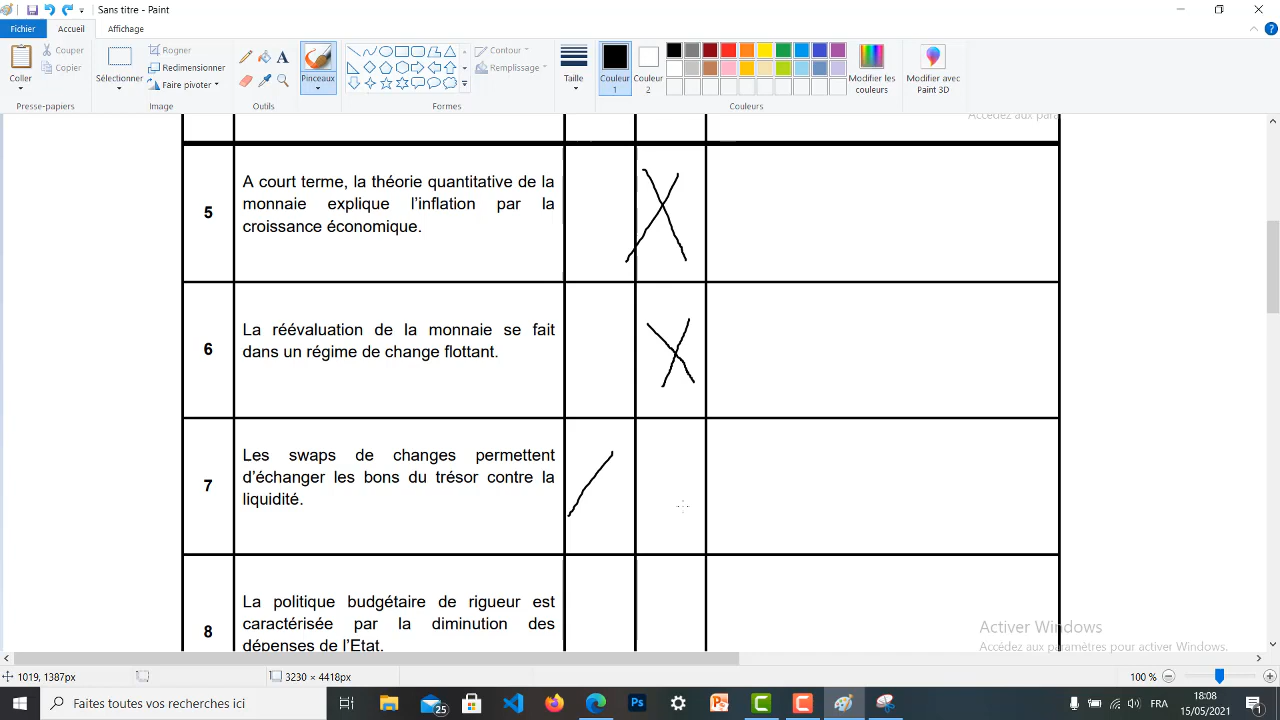 Sans titre - Paint
Fichier
Accueil
Affichage
Coller
Couper
Copier
Presse-papiers
Sélectionner
Rogner
Redimensionner
Faire pivoter
Image
Outils
Pinceaux
Formes
Contour
Remplissage
Taille
Couleur 1
Couleur 2
Couleurs
Modifier les couleurs
Modifier avec Paint 3D
Accédez aux para
5
A court terme, la théorie quantitative de la
monnaie explique l'inflation par la
croissance économique.
6
La réévaluation de la monnaie se fait
dans un régime de change flottant.
7
Les swaps de changes permettent
d'échanger les bons du trésor contre la
liquidité.
8
La politique budgétaire de rigueur est
caractérisée par la diminution des
dépenses de l'Etat.
Activer Windows
Accédez aux paramètres pour activer Windows.
1019, 1387px
3230 × 4418px
100 %
Faites toutes vos recherches ici
25
Ps
FRA
18:08
15/05/2021
1